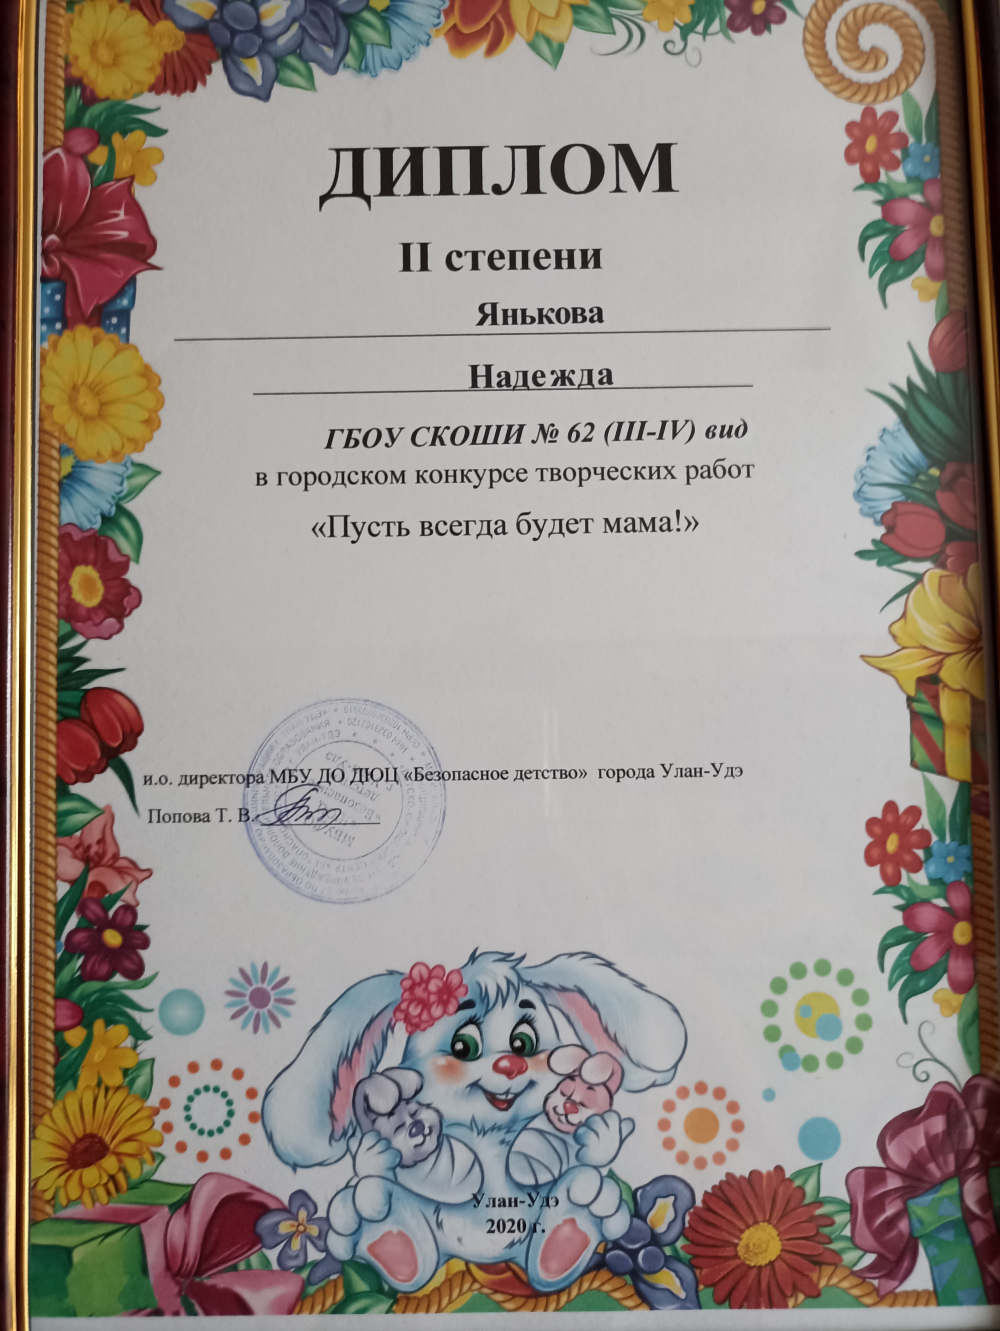 ДИПЛОМ
II степени
Янькова
Надежда
ГБОУ СКОШИ № 62 (III-IV) вид
в городском конкурсе творческих работ
«Пусть всегда будет мама!»
и.о. директора МБУ ДО ДЮЦ «Безопасное детство» города Улан-Удэ
Попова Т. В.
Улан-Удэ
2020 г.